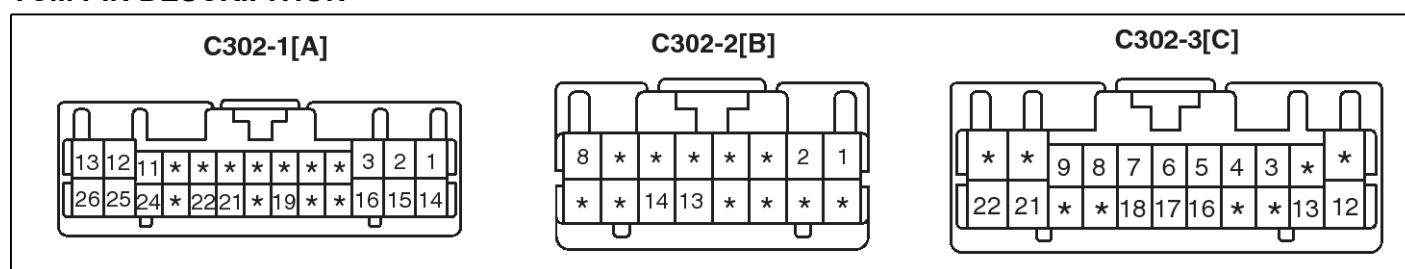 C302-1[A] C302-2[B] C302-3[C]
13 12 11 * * * * * * * 3 2 1
26 25 24 * 22 21 * 19 * * 16 15 14
8 * * * * * 2 1
* * 14 13 * * * *
* * 9 8 7 6 5 4 3 * *
22 21 * * 18 17 16 * * 13 12